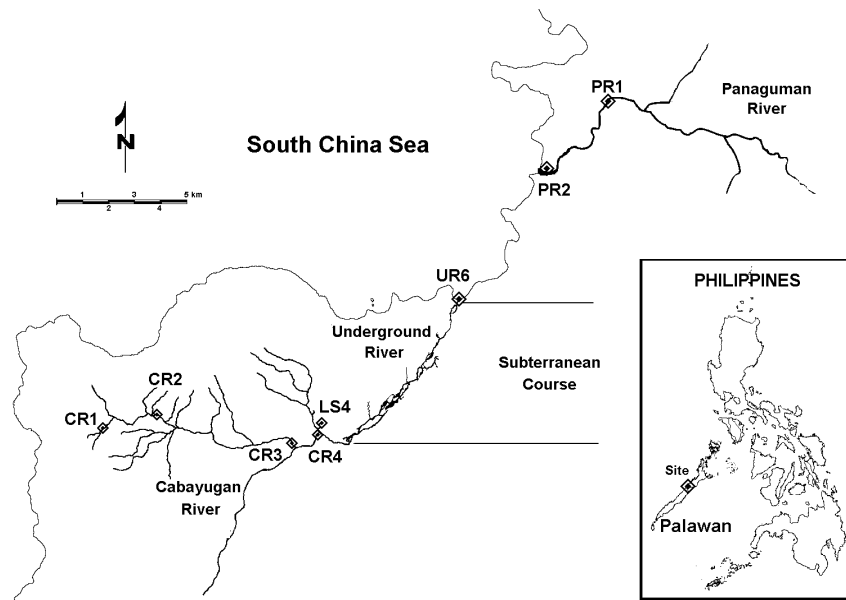 PR1
Panaguman
River
N
South China Sea
1 3 5 km
2 4
PR2
UR6
PHILIPPINES
Underground
River
Subterranean
Course
CR2
CR1
LS4
CR3
CR4
Cabayugan
River
Site
Palawan